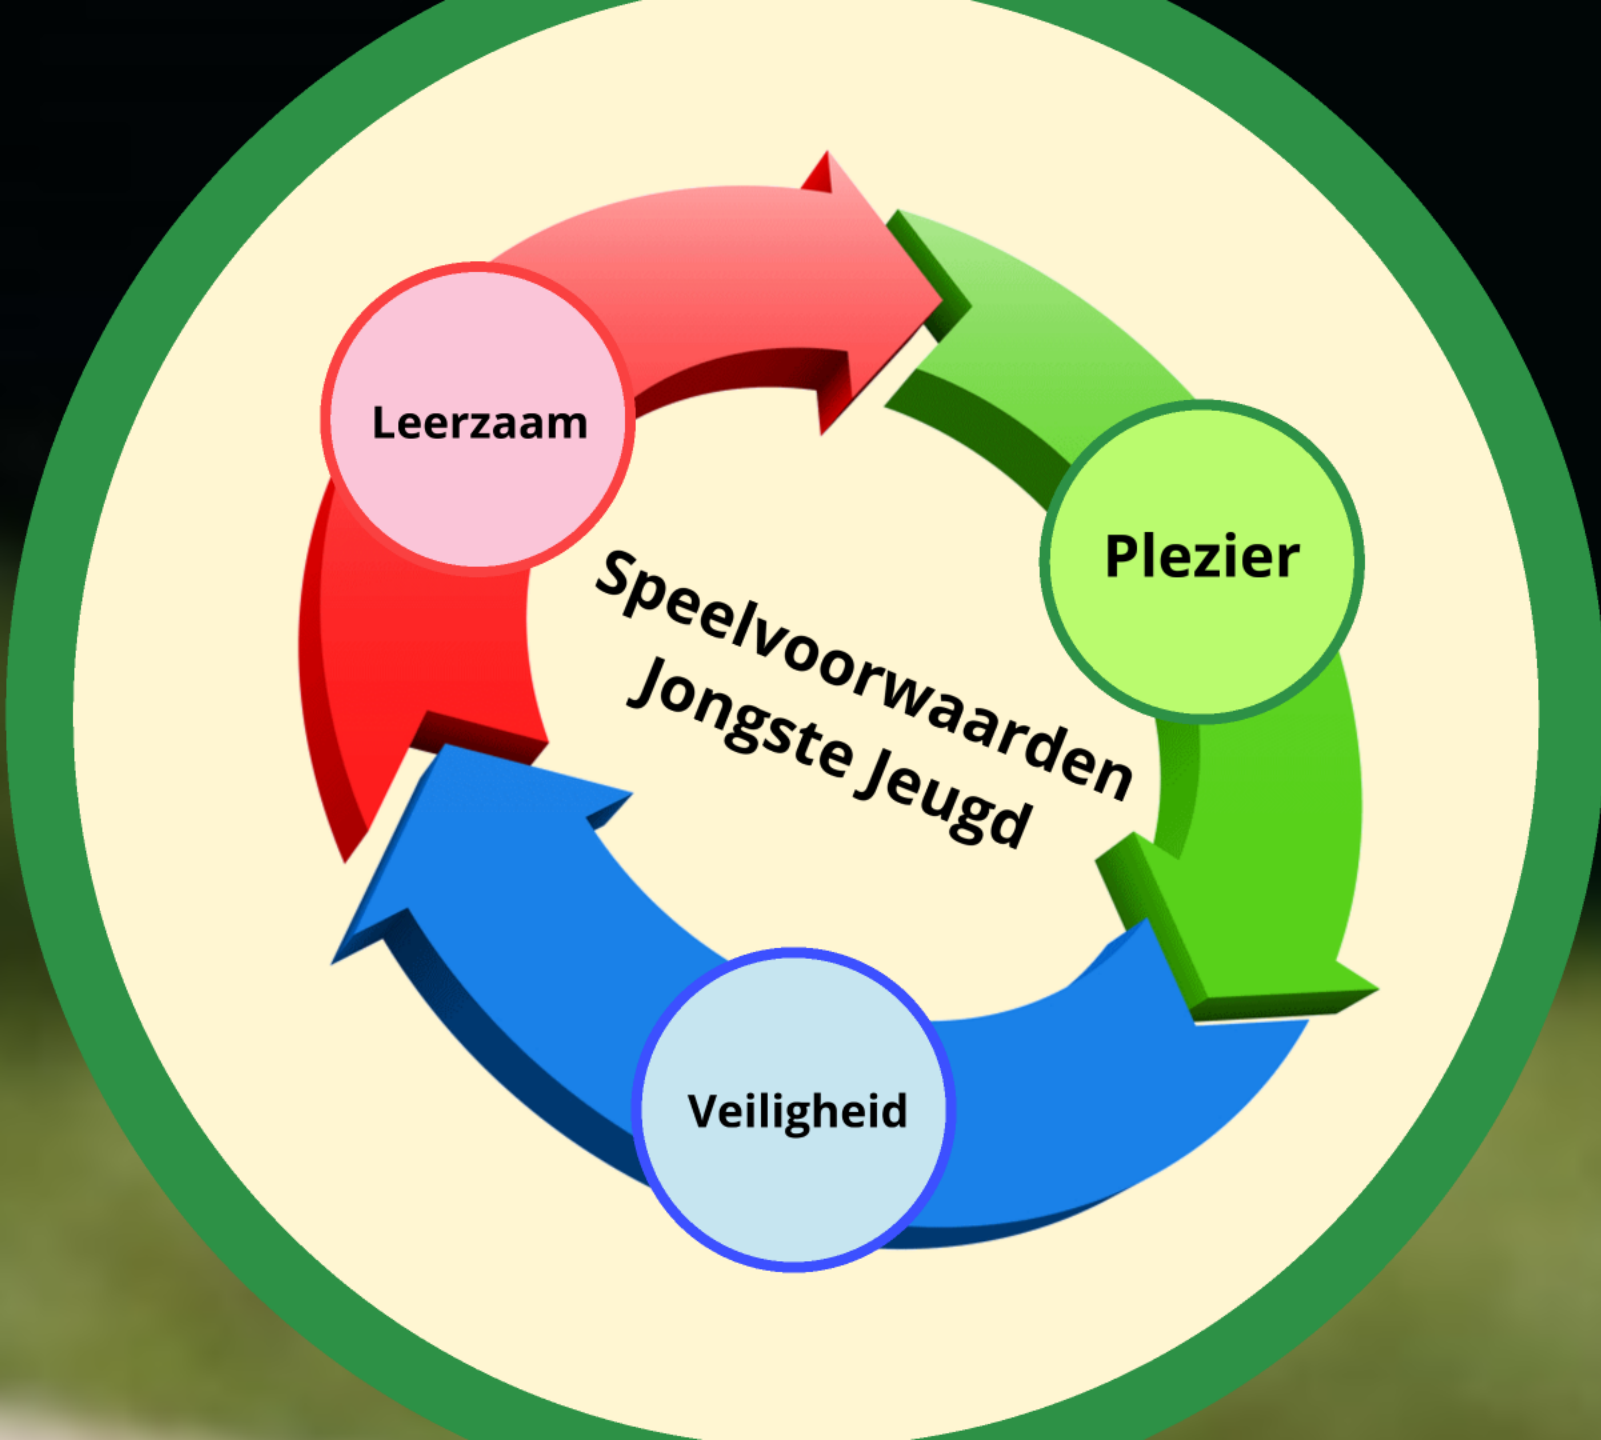 Leerzaam
Plezier
Speelvoorwaarden
Jongste Jeugd
Veiligheid